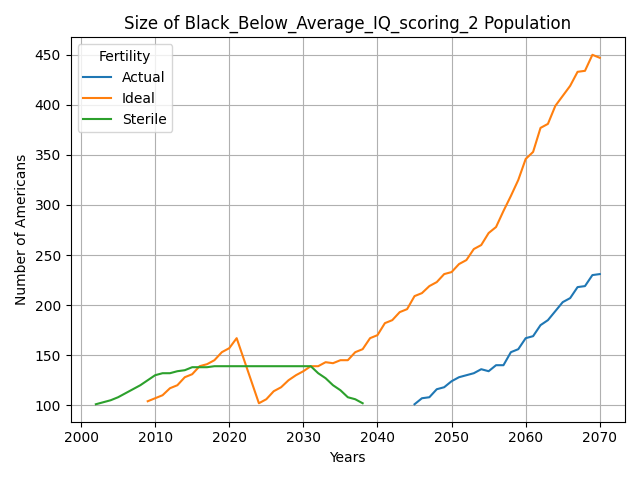 Size of Black_Below_Average_IQ_scoring_2 Population
Fertility
Actual
Ideal
Sterile
Number of Americans
450
400
350
300
250
200
150
100
2000 2010 2020 2030 2040 2050 2060 2070
Years